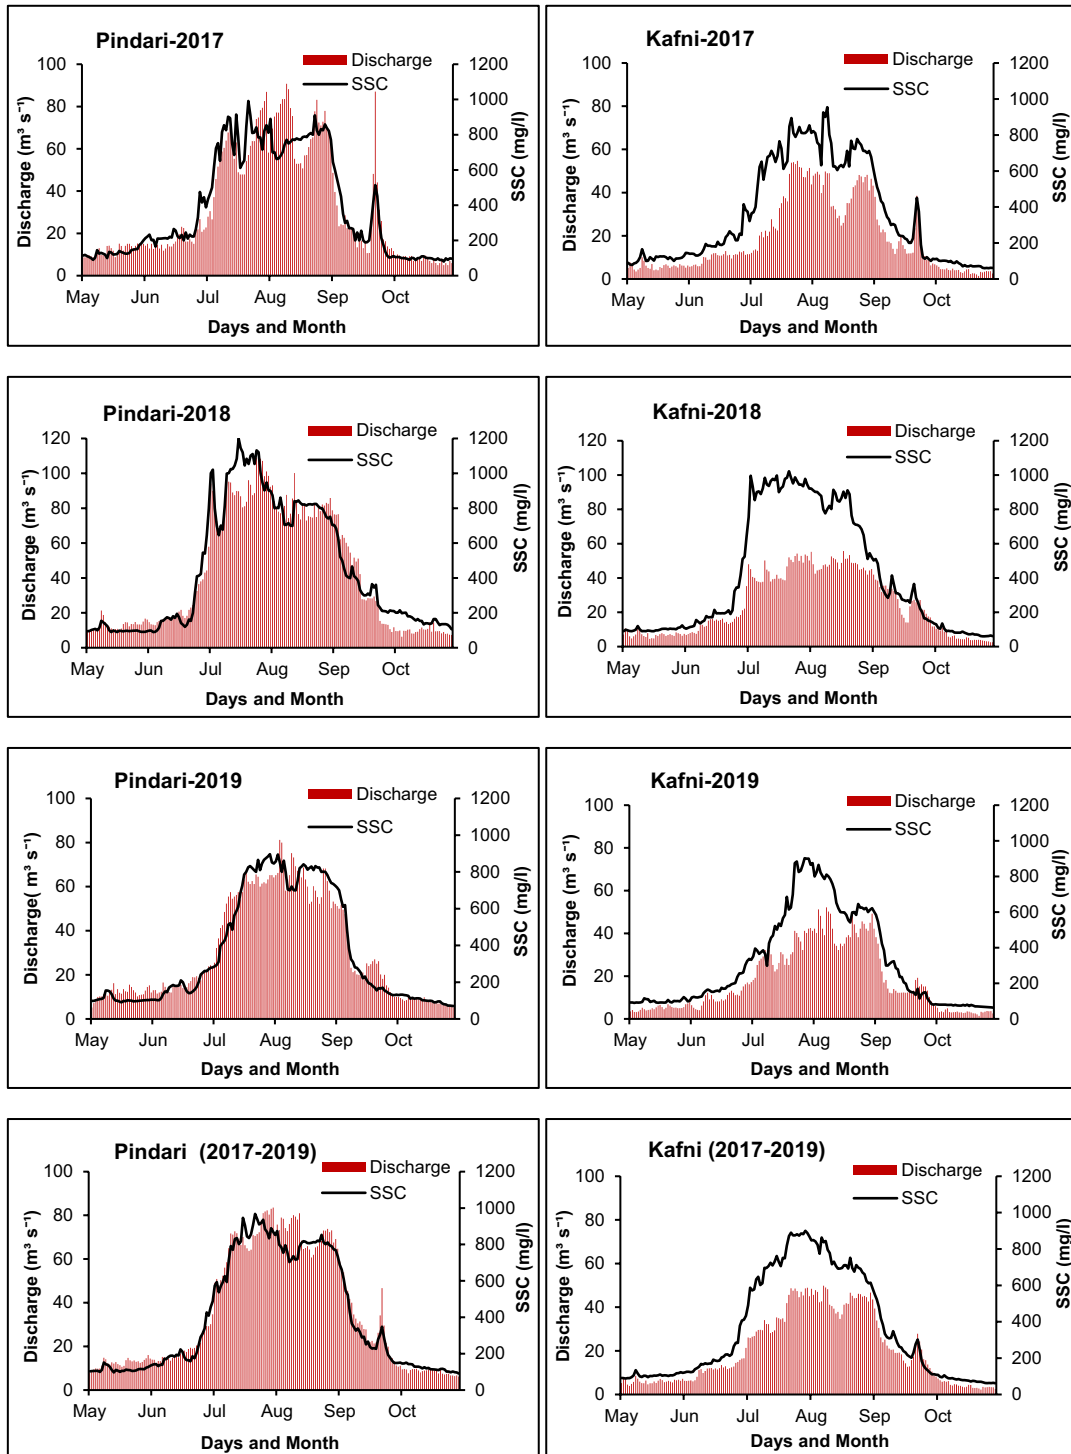 Pindari-2017
Discharge
SSC
100
80
60
40
20
0
1200
1000
800
600
400
200
0
May Jun Jul Aug Sep Oct
Days and Month
Discharge (m³ s⁻¹)
SSC (mg/l)
Kafni-2017
Discharge
SSC
100
80
60
40
20
0
1200
1000
800
600
400
200
0
May Jun Jul Aug Sep Oct
Days and Month
Discharge (m³ s⁻¹)
SSC (mg/l)
Pindari-2018
Discharge
SSC
120
100
80
60
40
20
0
1200
1000
800
600
400
200
0
May Jun Jul Aug Sep Oct
Days and Month
Discharge (m³ s⁻¹)
SSC (mg/l)
Kafni-2018
Discharge
SSC
120
100
80
60
40
20
0
1200
1000
800
600
400
200
0
May Jun Jul Aug Sep Oct
Days and Month
Discharge (m³ s⁻¹)
SSC (mg/l)
Pindari-2019
Discharge
SSC
100
80
60
40
20
0
1200
1000
800
600
400
200
0
May Jun Jul Aug Sep Oct
Days and Month
Discharge( m³ s⁻¹)
SSC (mg/l)
Kafni-2019
Discharge
SSC
100
80
60
40
20
0
1200
1000
800
600
400
200
0
May Jun Jul Aug Sep Oct
Days and Month
Discharge (m³ s⁻¹)
SSC (mg/l)
Pindari (2017-2019)
Discharge
SSC
100
80
60
40
20
0
1200
1000
800
600
400
200
0
May Jun Jul Aug Sep Oct
Days and Month
Discharge (m³ s⁻¹)
SSC (mg/l)
Kafni (2017-2019)
Discharge
SSC
100
80
60
40
20
0
1200
1000
800
600
400
200
0
May Jun Jul Aug Sep Oct
Days and Month
Discharge (m³ s⁻¹)
SSC (mg/l)